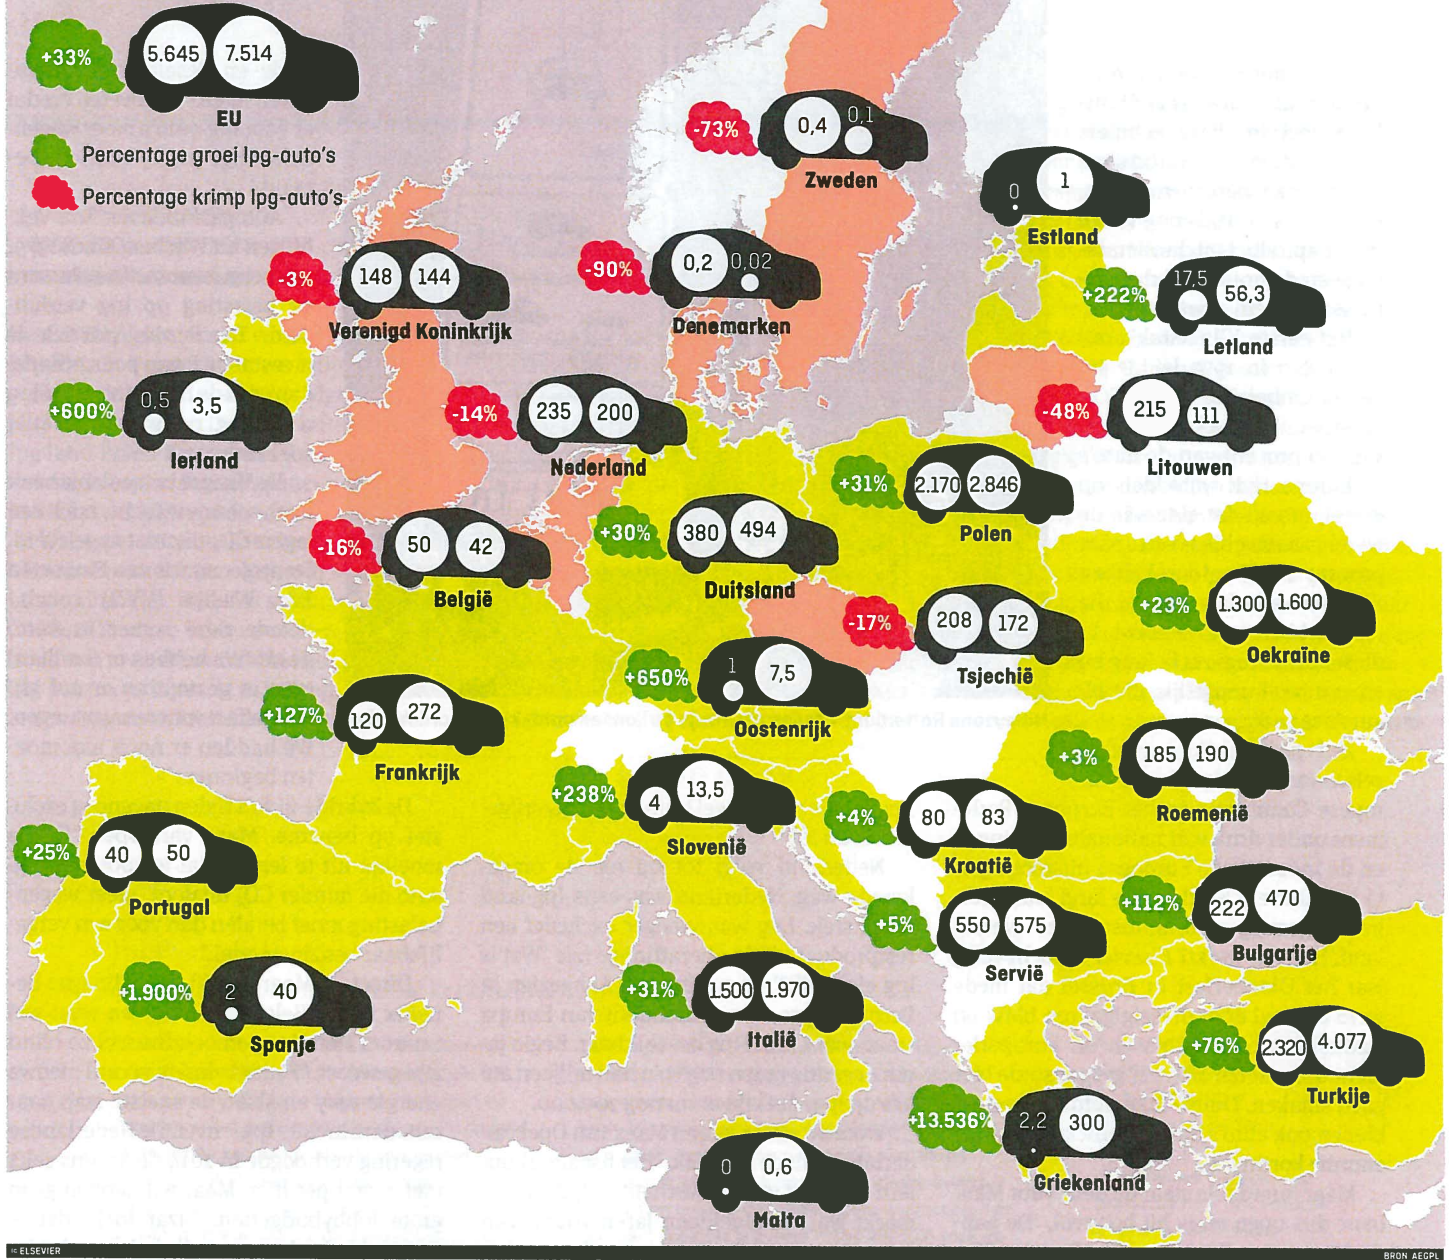 +33%
5.645 7.514
EU
Percentage groei lpg-auto's
Percentage krimp lpg-auto's
-73%
0,4 0,1
Zweden
0 1
Estland
-3%
148 144
Verenigd Koninkrijk
-90%
0,2 0,02
Denemarken
+222%
17,5 56,3
Letland
+600%
0,5 3,5
Ierland
-14%
235 200
Nederland
-48%
215 111
Litouwen
+31%
2.170 2.846
Polen
-16%
50 42
België
+30%
380 494
Duitsland
+23%
1.300 1.600
Oekraïne
-17%
208 172
Tsjechië
+650%
1 7,5
Oostenrijk
+127%
120 272
Frankrijk
+3%
185 190
Roemenië
+238%
4 13,5
Slovenië
+4%
80 83
Kroatië
+25%
40 50
Portugal
+112%
222 470
Bulgarije
+5%
550 575
Servië
+1.900%
2 40
Spanje
+31%
1.500 1.970
Italië
+76%
2.320 4.077
Turkije
+13.536%
2,2 300
Griekenland
0 0,6
Malta
© ELSEVIER
BRON AEGPL